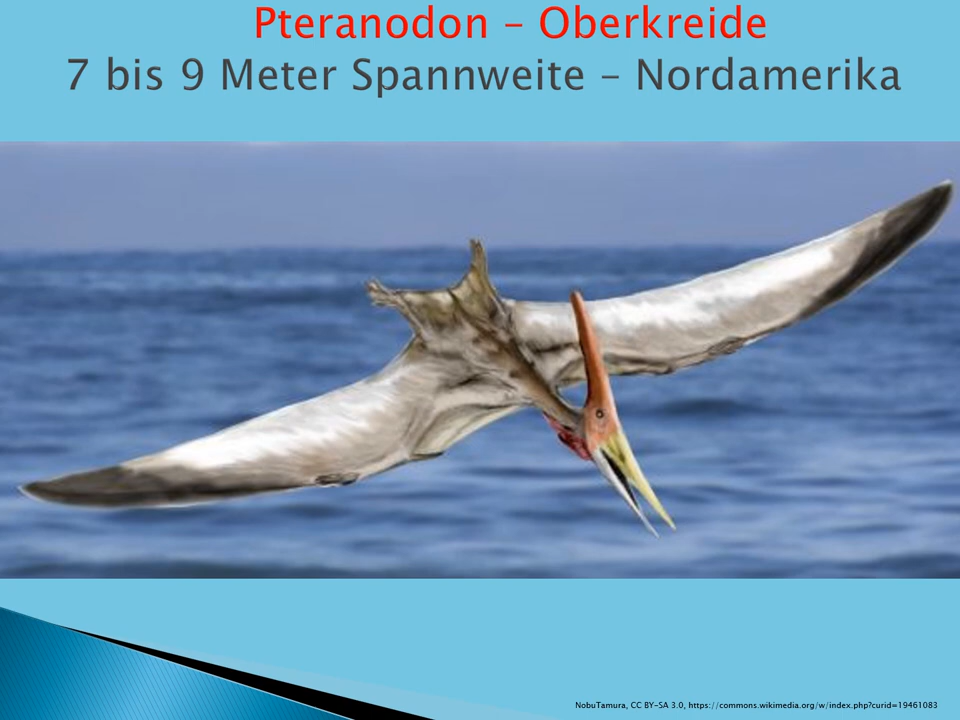 Pteranodon – Oberkreide
7 bis 9 Meter Spannweite – Nordamerika
NobuTamura, CC BY-SA 3.0, https://commons.wikimedia.org/w/index.php?curid=19461083